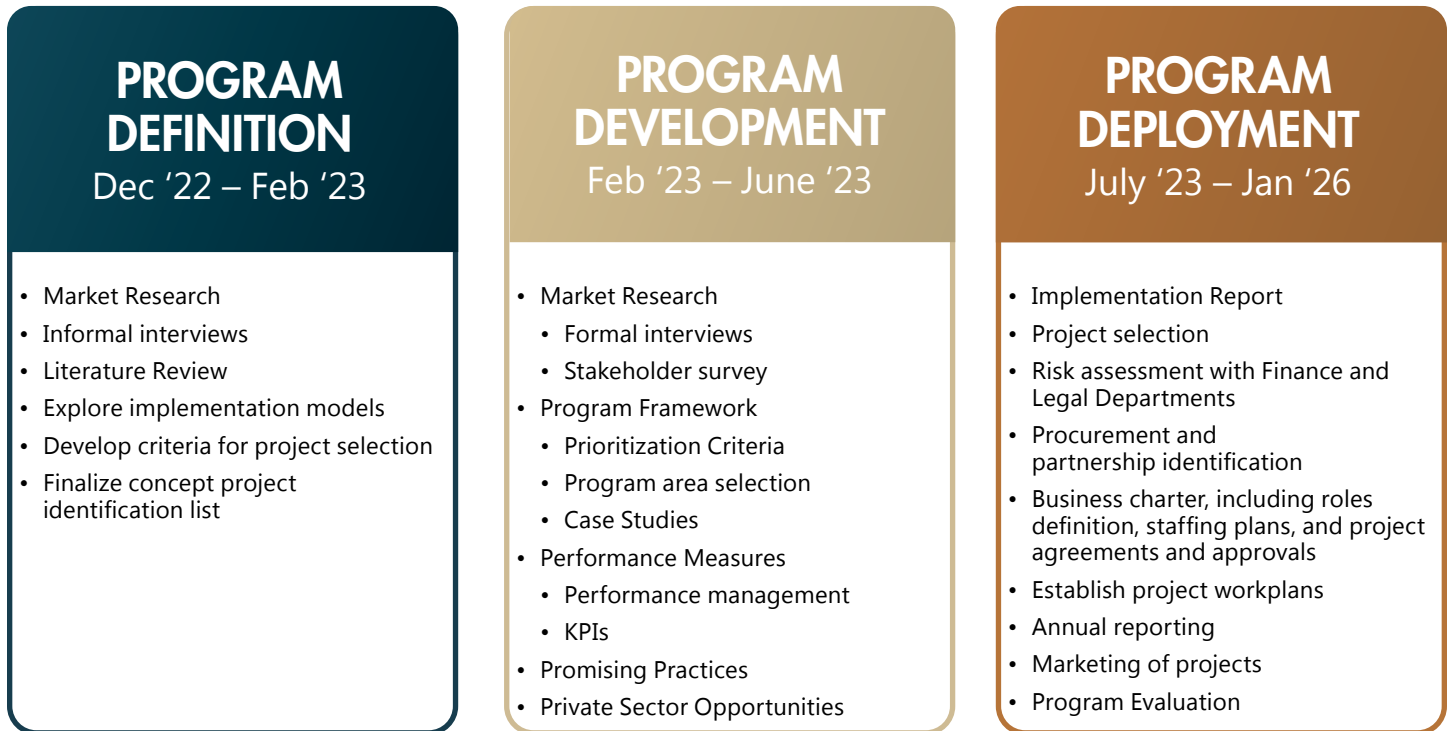 PROGRAM
DEFINITION
Dec ‘22 – Feb ‘23
• Market Research
• Informal interviews
• Literature Review
• Explore implementation models
• Develop criteria for project selection
• Finalize concept project
identification list
PROGRAM
DEVELOPMENT
Feb ‘23 – June ‘23
• Market Research
• Formal interviews
• Stakeholder survey
• Program Framework
• Prioritization Criteria
• Program area selection
• Case Studies
• Performance Measures
• Performance management
• KPIs
• Promising Practices
• Private Sector Opportunities
PROGRAM
DEPLOYMENT
July ‘23 – Jan ‘26
• Implementation Report
• Project selection
• Risk assessment with Finance and
Legal Departments
• Procurement and
partnership identification
• Business charter, including roles
definition, staffing plans, and project
agreements and approvals
• Establish project workplans
• Annual reporting
• Marketing of projects
• Program Evaluation